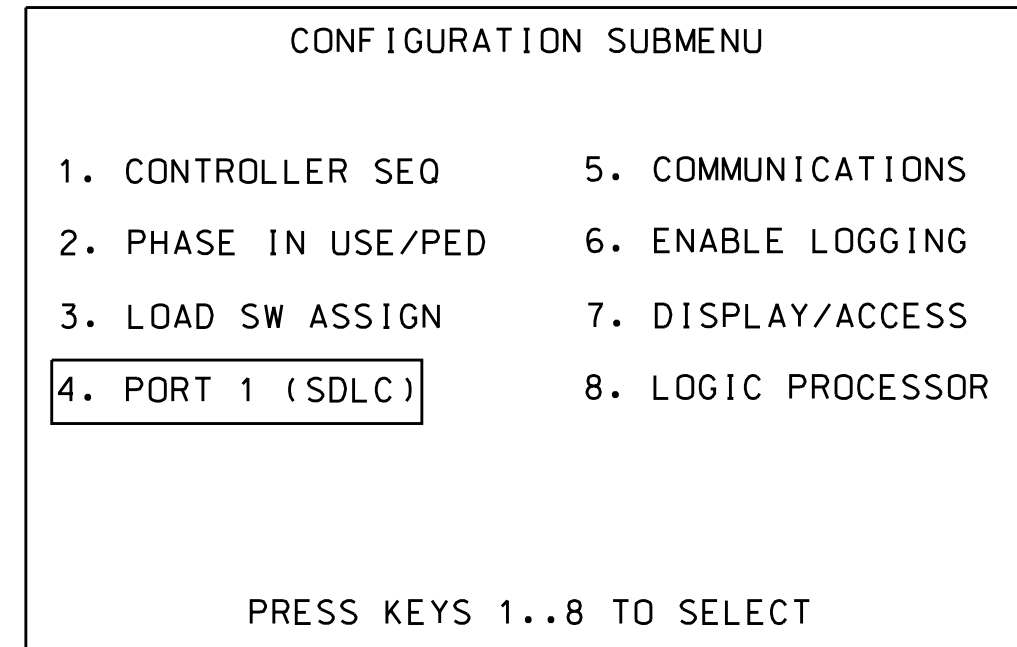 CONFIGURATION SUBMENU
1. CONTROLLER SEQ
2. PHASE IN USE/PED
3. LOAD SW ASSIGN
4. PORT 1 (SDLC)
5. COMMUNICATIONS
6. ENABLE LOGGING
7. DISPLAY/ACCESS
8. LOGIC PROCESSOR
PRESS KEYS 1..8 TO SELECT